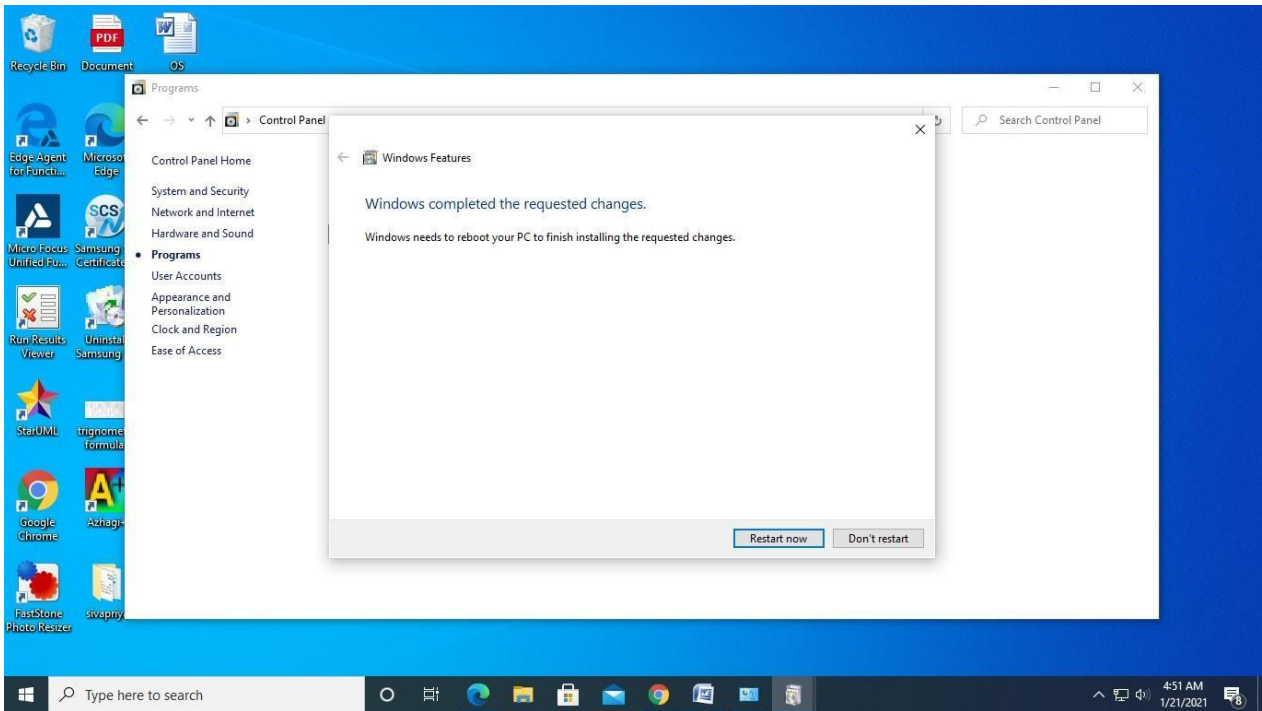 Recycle Bin
Document
OS
Edge Agent
for Functi...
Microsof
Edge
Micro Focus
Unified Fu...
SCS
Samsung
Certificate
Run Results
Viewer
Uninstal
Samsung
StarUML
trignomet
formula
Google
Chrome
Azhagi+
FastStone
Photo Resizer
sivapriy
PDF
Programs
Control Panel
Search Control Panel
Control Panel Home
System and Security
Network and Internet
Hardware and Sound
Programs
User Accounts
Appearance and
Personalization
Clock and Region
Ease of Access
Windows Features
Windows completed the requested changes.
Windows needs to reboot your PC to finish installing the requested changes.
Restart now
Don't restart
Type here to search
4:51 AM
1/21/2021
8